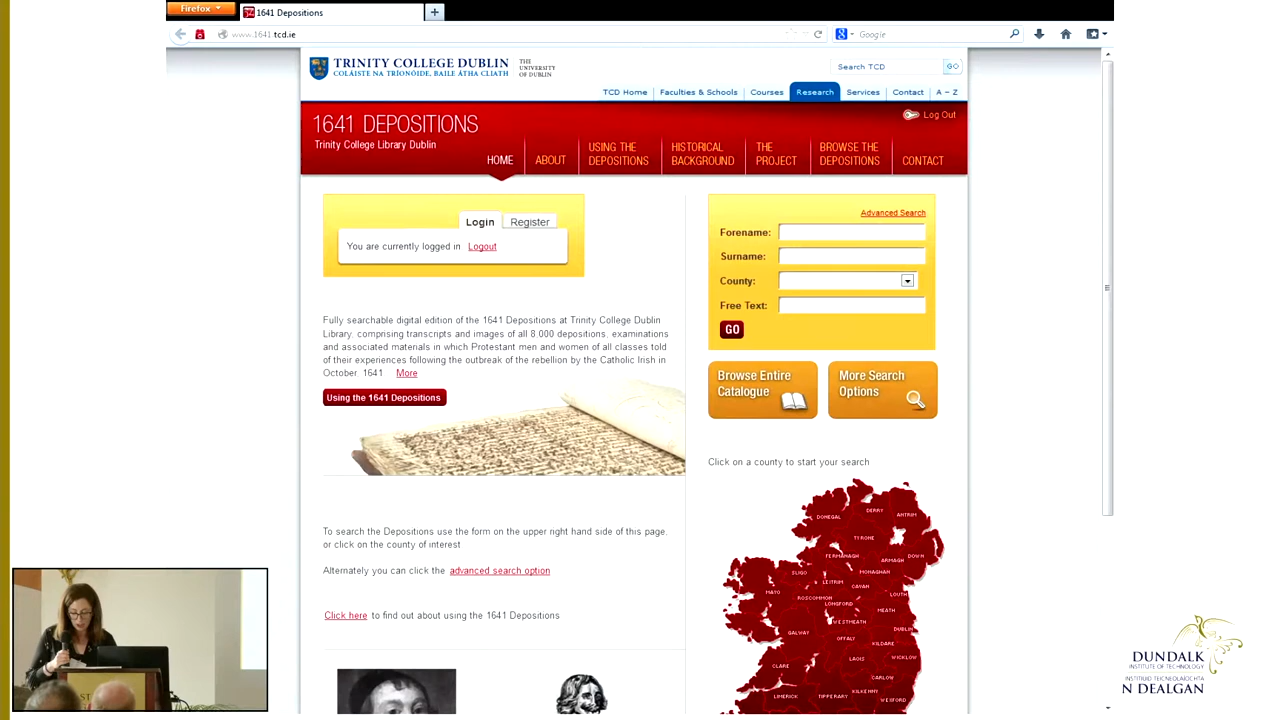 Firefox
1641 Depositions
www.1641.tcd.ie
Google
TRINITY COLLEGE DUBLIN
COLÁISTE NA TRÍONÓIDE, BAILE ÁTHA CLIATH
THE
UNIVERSITY
OF DUBLIN
Search TCD
GO
TCD Home
Faculties & Schools
Courses
Research
Services
Contact
A – Z
1641 DEPOSITIONS
Trinity College Library Dublin
Log Out
HOME
ABOUT
USING THE
DEPOSITIONS
HISTORICAL
BACKGROUND
THE
PROJECT
BROWSE THE
DEPOSITIONS
CONTACT
Login
Register
You are currently logged in Logout
Fully searchable digital edition of the 1641 Depositions at Trinity College Dublin
Library, comprising transcripts and images of all 8,000 depositions, examinations
and associated materials in which Protestant men and women of all classes told
of their experiences following the outbreak of the rebellion by the Catholic Irish in
October, 1641 More
Using the 1641 Depositions
To search the Depositions use the form on the upper right hand side of this page,
or click on the county of interest
Alternately you can click the advanced search option
Click here to find out about using the 1641 Depositions
Advanced Search
Forename:
Surname:
County:
Free Text:
GO
Browse Entire
Catalogue
More Search
Options
Click on a county to start your search
DONEGAL
DERRY
ANTRIM
TYRONE
FERMANAGH
ARMAGH
DOWN
SLIGO
MONAGHAN
LEITRIM
CAVAN
MAYO
ROSCOMMON
LONGFORD
LOUTH
MEATH
WESTMEATH
GALWAY
OFFALY
DUBLIN
KILDARE
LAOIS
WICKLOW
CLARE
CARLOW
LIMERICK
TIPPERARY
KILKENNY
WEXFORD
DUNDALK
INSTITUTE OF TECHNOLOGY
INSTITIÚID TEICNEOLAÍOCHTA
N DEALGAN